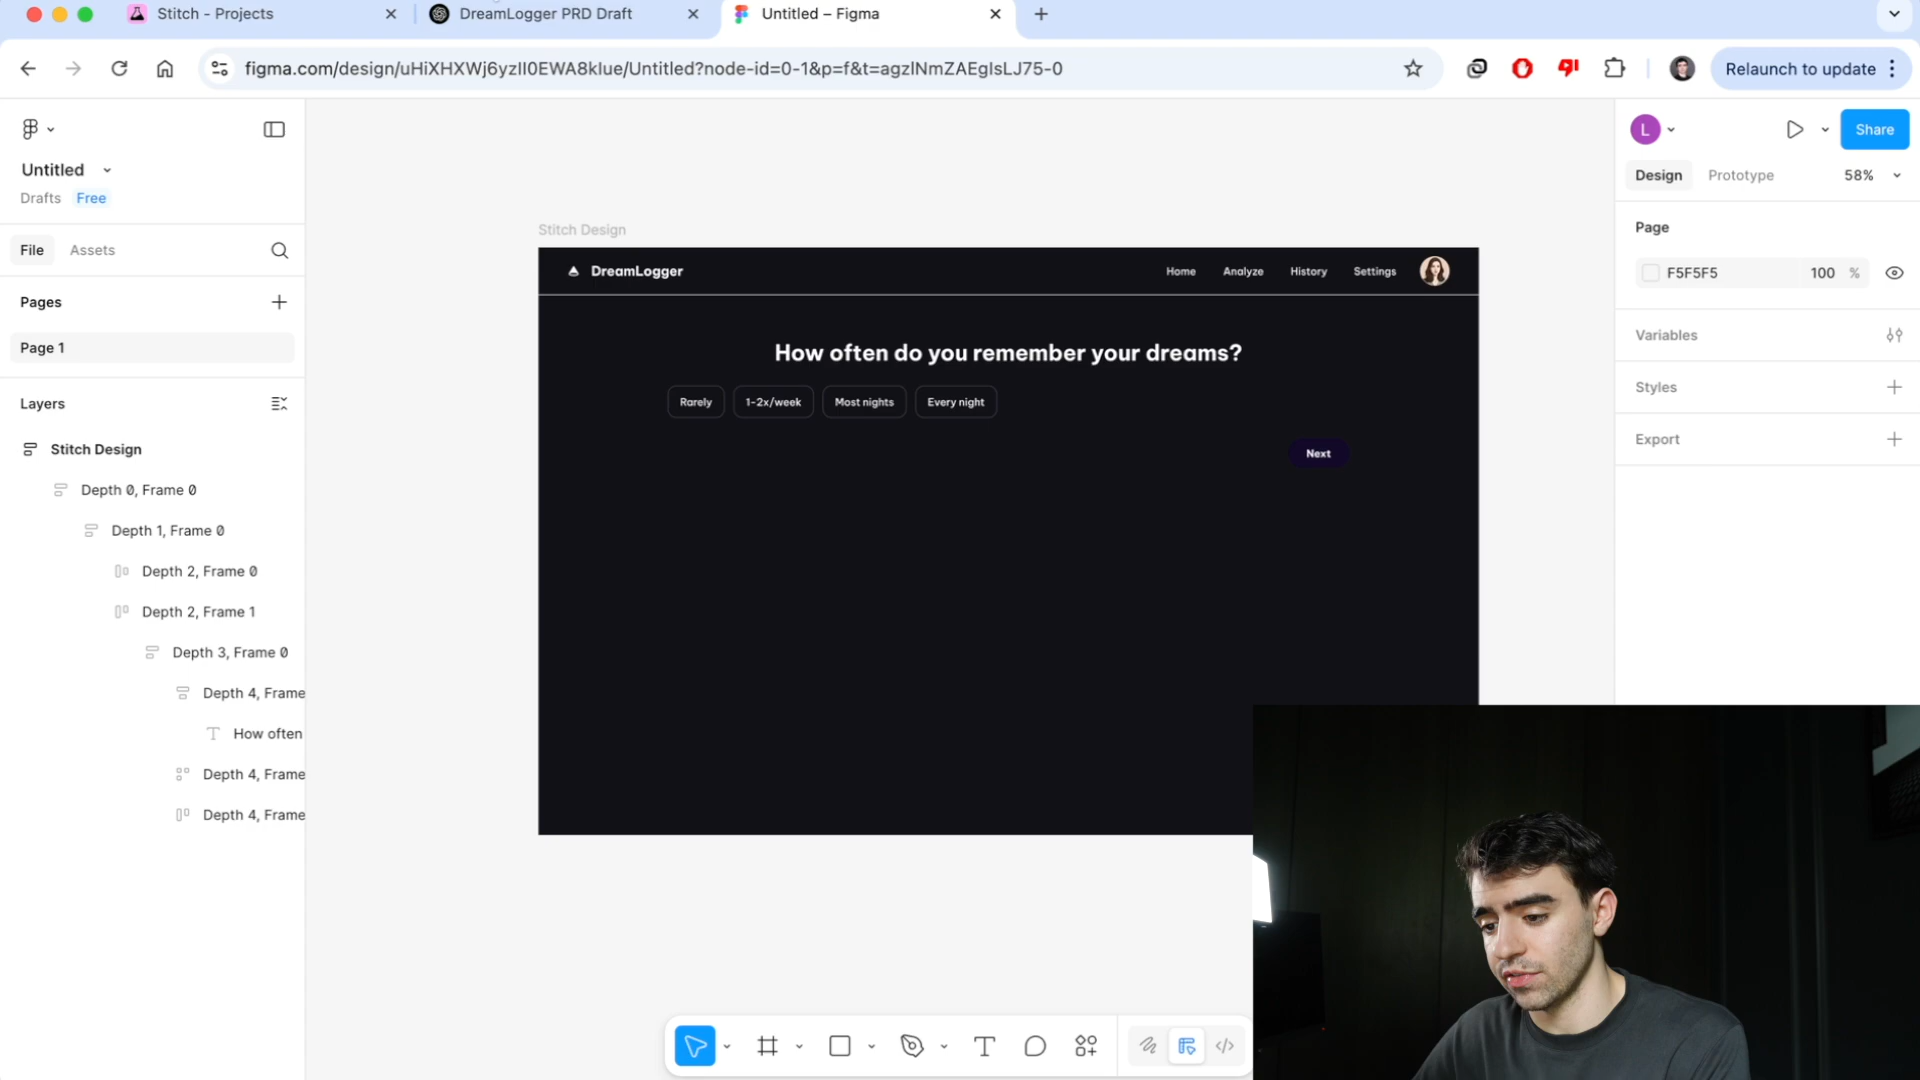 Stitch - Projects
DreamLogger PRD Draft
Untitled – Figma
figma.com/design/uHiXHXWj6yzII0EWA8kIue/Untitled?node-id=0-1&p=f&t=agzINmZAEgIsLJ75-0
Relaunch to update
Untitled
Drafts Free
File Assets
Pages
Page 1
Layers
Stitch Design
Depth 0, Frame 0
Depth 1, Frame 0
Depth 2, Frame 0
Depth 2, Frame 1
Depth 3, Frame 0
Depth 4, Frame
How often
Depth 4, Frame
Depth 4, Frame
Stitch Design
DreamLogger
Home Analyze History Settings
How often do you remember your dreams?
Rarely 1-2x/week Most nights Every night
Next
L
Share
Design Prototype 58%
Page
F5F5F5 100 %
Variables
Styles
Export